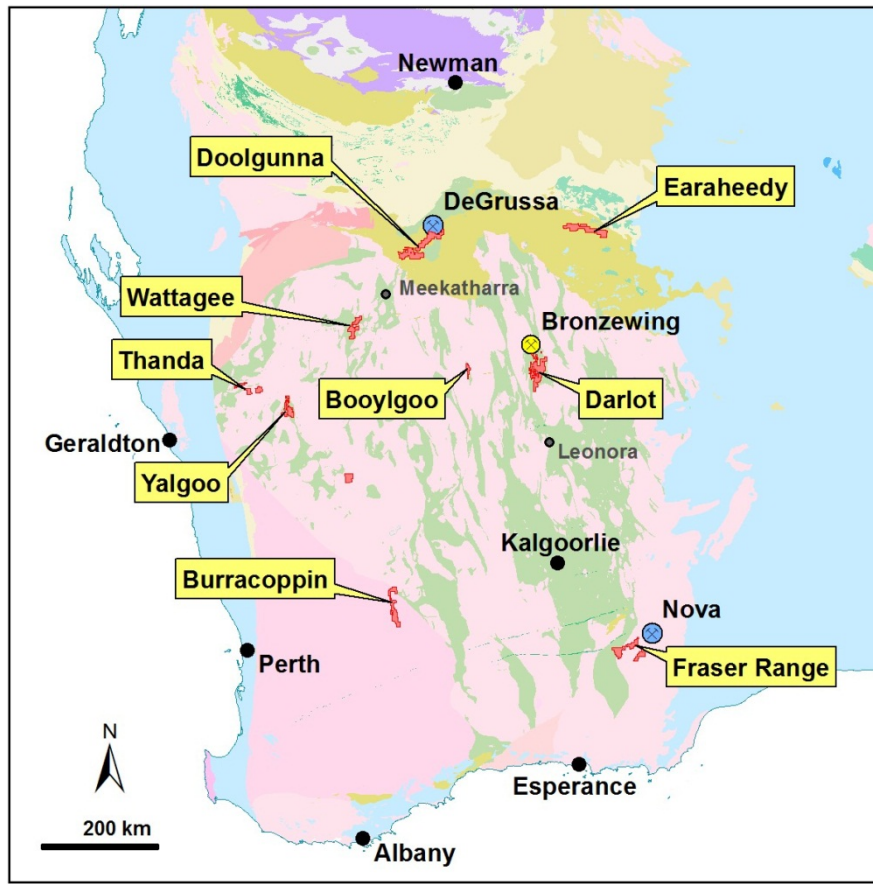 Newman
Doolgunna
DeGrussa
Earaheedy
Meekatharra
Wattagee
Bronzewing
Thanda
Booylgoo
Darlot
Geraldton
Leonora
Yalgoo
Kalgoorlie
Burracoppin
Nova
Perth
Fraser Range
N
Esperance
200 km
Albany